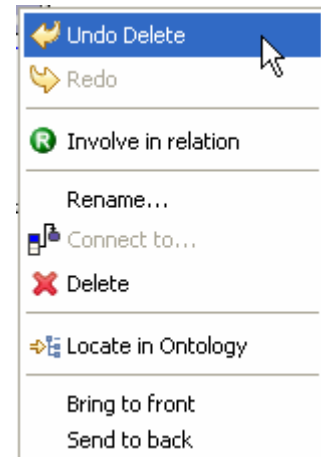 Undo Delete
Redo
R Involve in relation
Rename...
Connect to...
Delete
Locate in Ontology
Bring to front
Send to back